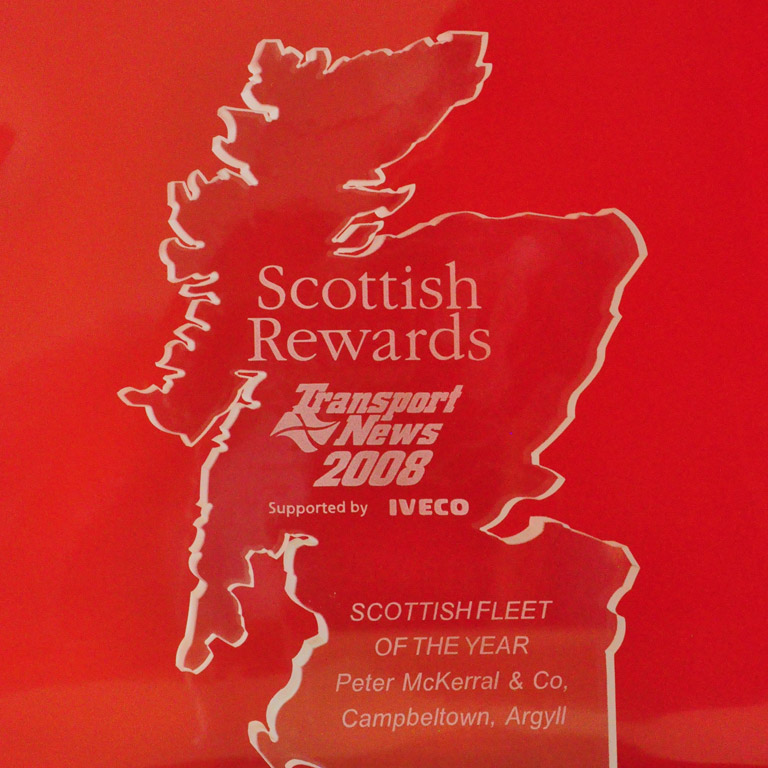 Scottish
Rewards
Transport
News
2008
Supported by IVECO
SCOTTISH FLEET
OF THE YEAR
Peter McKerral & Co,
Campbeltown, Argyll